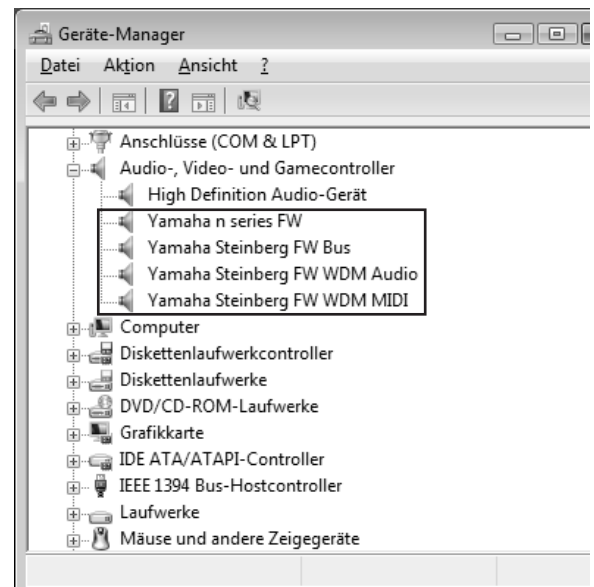 Geräte-Manager
Datei Aktion Ansicht ?
Anschlüsse (COM & LPT)
Audio-, Video- und Gamecontroller
High Definition Audio-Gerät
Yamaha n series FW
Yamaha Steinberg FW Bus
Yamaha Steinberg FW WDM Audio
Yamaha Steinberg FW WDM MIDI
Computer
Diskettenlaufwerkcontroller
Diskettenlaufwerke
DVD/CD-ROM-Laufwerke
Grafikkarte
IDE ATA/ATAPI-Controller
IEEE 1394 Bus-Hostcontroller
Laufwerke
Mäuse und andere Zeigegeräte